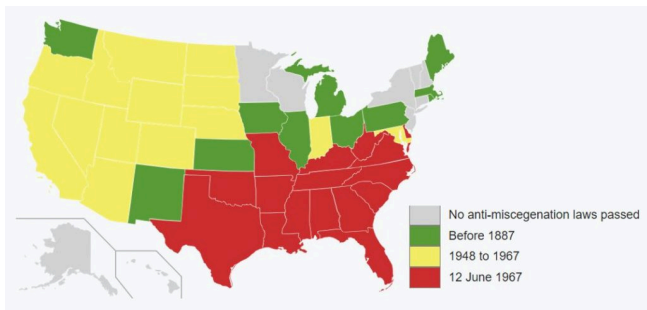 No anti-miscegenation laws passed
Before 1887
1948 to 1967
12 June 1967